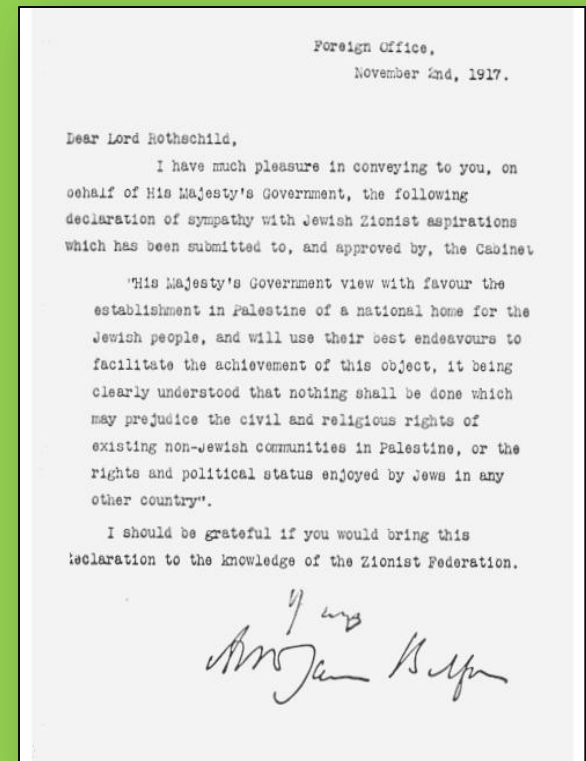 Foreign Office,
November 2nd, 1917.
Dear Lord Rothschild,
I have much pleasure in conveying to you, on
behalf of His Majesty's Government, the following
declaration of sympathy with Jewish Zionist aspirations
which has been submitted to, and approved by, the Cabinet
"His Majesty's Government view with favour the
establishment in Palestine of a national home for the
Jewish people, and will use their best endeavours to
facilitate the achievement of this object, it being
clearly understood that nothing shall be done which
may prejudice the civil and religious rights of
existing non-Jewish communities in Palestine, or the
rights and political status enjoyed by Jews in any
other country".
I should be grateful if you would bring this
declaration to the knowledge of the Zionist Federation.
Arthur James Balfour